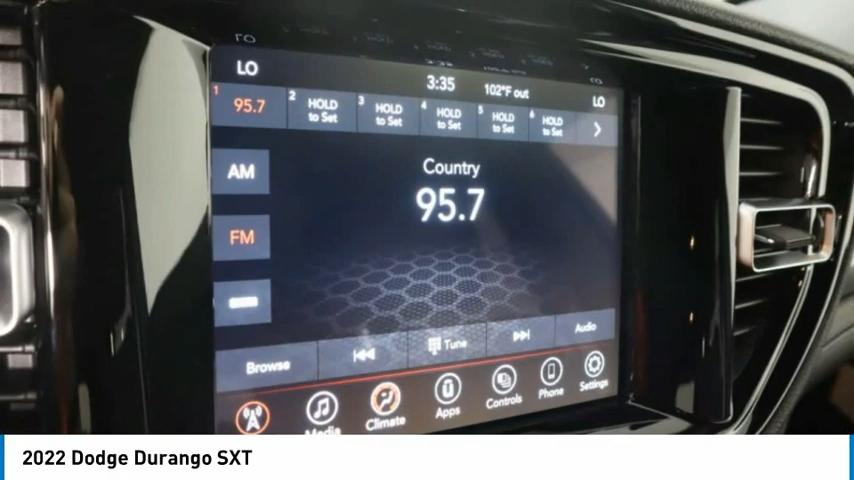 LO
3:35
102°F out
LO
1 95.7
2 HOLD to Set
3 HOLD to Set
4 HOLD to Set
5 HOLD to Set
6 HOLD to Set
AM
Country
95.7
FM
Browse
Tune
Audio
Media
Climate
Apps
Controls
Phone
Settings
2022 Dodge Durango SXT